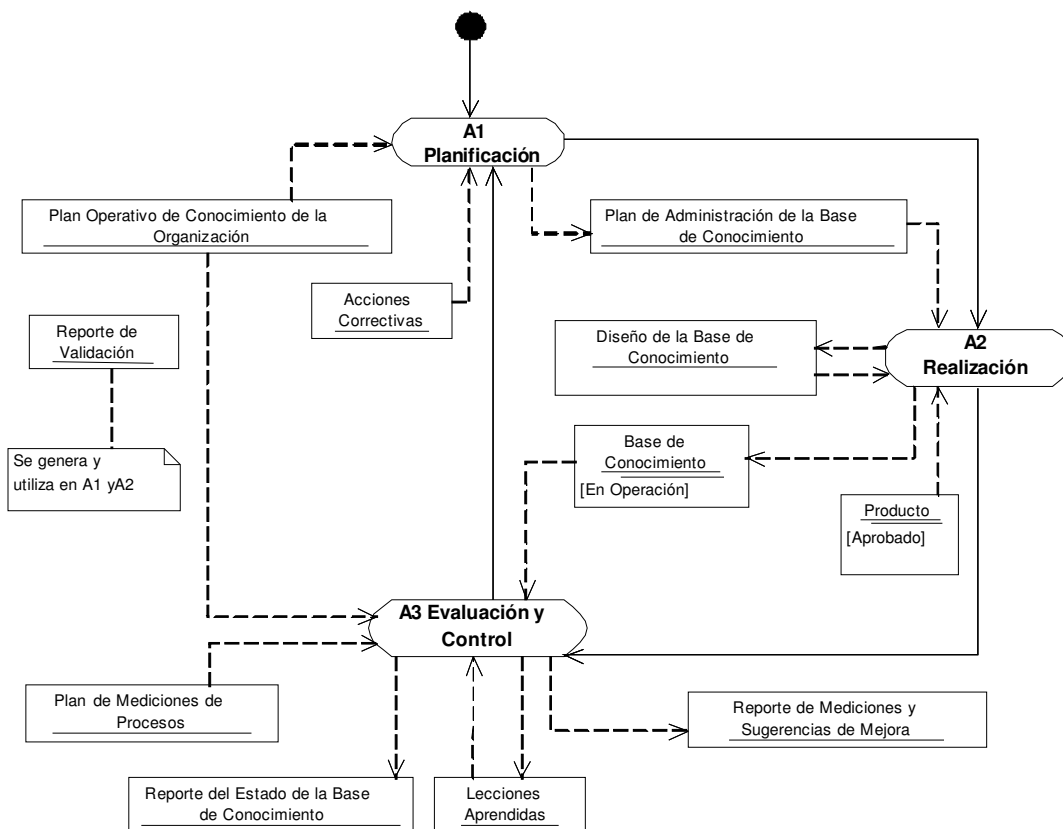 A1
Planificación
Plan Operativo de Conocimiento de la
Organización
Plan de Administración de la Base
de Conocimiento
Acciones
Correctivas
Reporte de
Validación
Diseño de la Base de
Conocimiento
A2
Realización
Se genera y
utiliza en A1 yA2
Base de
Conocimiento
[En Operación]
Producto
[Aprobado]
A3 Evaluación y
Control
Plan de Mediciones de
Procesos
Reporte de Mediciones y
Sugerencias de Mejora
Reporte del Estado de la Base
de Conocimiento
Lecciones
Aprendidas